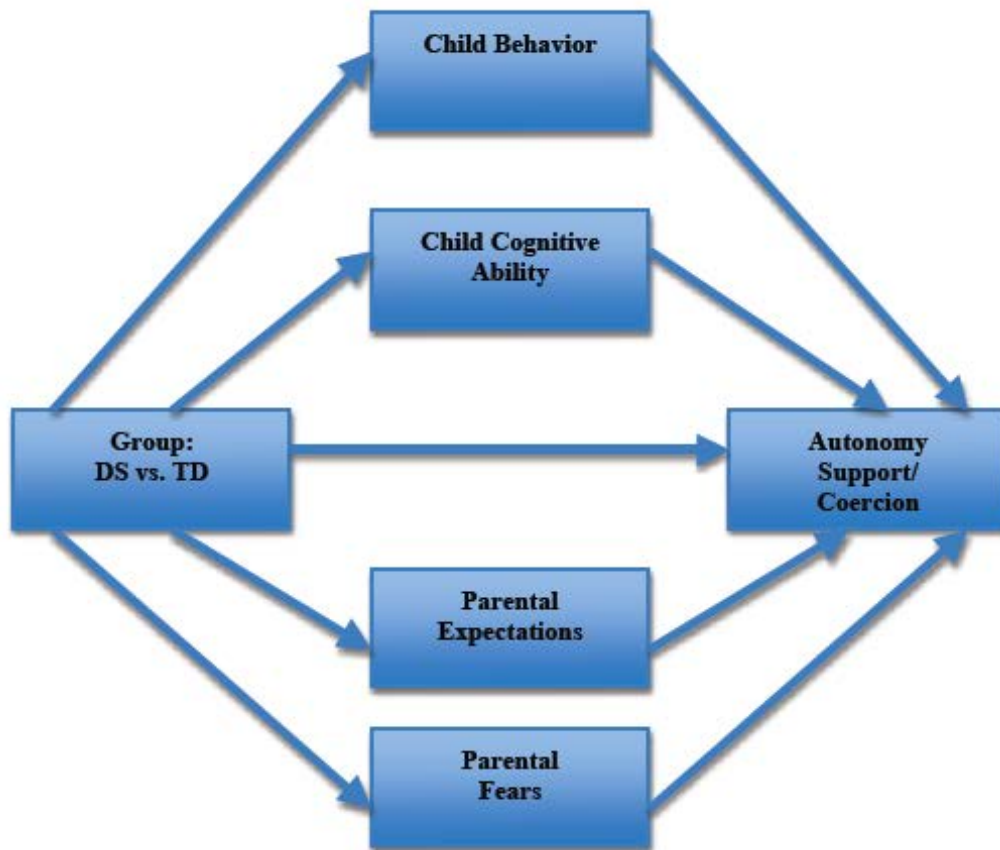 Child Behavior
Child Cognitive
Ability
Group:
DS vs. TD
Autonomy
Support/
Coercion
Parental
Expectations
Parental
Fears